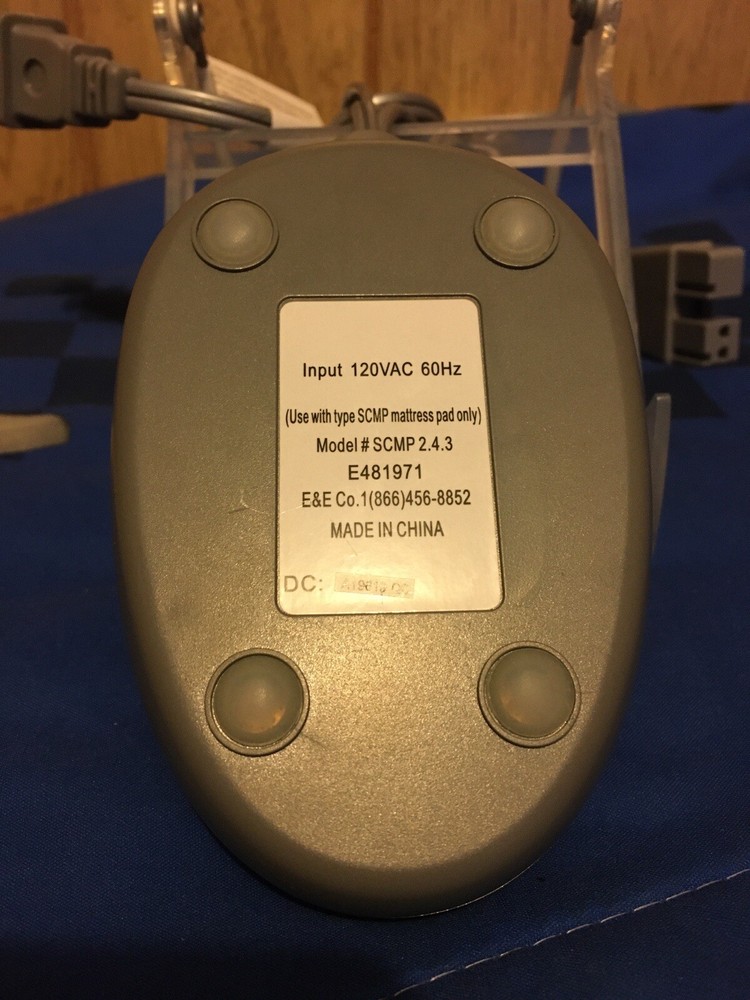 Input 120VAC 60Hz
(Use with type SCMP mattress pad only)
Model # SCMP 2.4.3
E481971
E&E Co.1(866)456-8852
MADE IN CHINA
DC: